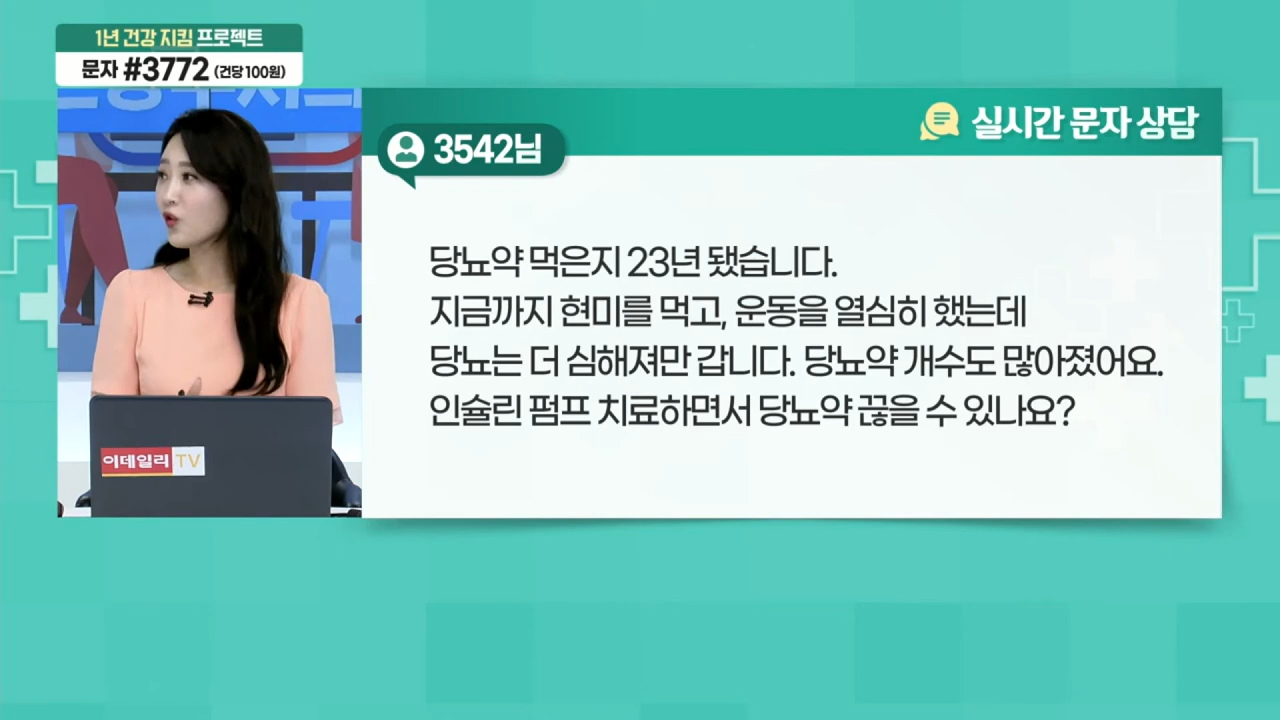 1년 건강 지킴 프로젝트
문자 #3772 (건당 100원)
실시간 문자 상담
3542님
당뇨약 먹은지 23년 됐습니다.
지금까지 현미를 먹고, 운동을 열심히 했는데
당뇨는 더 심해져만 갑니다. 당뇨약 개수도 많아졌어요.
인슐린 펌프 치료하면서 당뇨약 끊을 수 있나요?
이데일리 TV